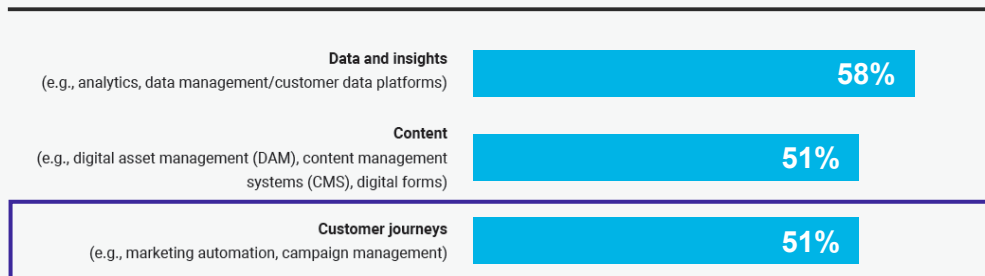 Data and insights
(e.g., analytics, data management/customer data platforms)
58%
Content
(e.g., digital asset management (DAM), content management
systems (CMS), digital forms)
51%
Customer journeys
(e.g., marketing automation, campaign management)
51%